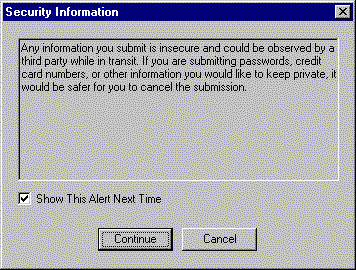 Security Information
Any information you submit is insecure and could be observed by a
third party while in transit. If you are submitting passwords, credit
card numbers, or other information you would like to keep private, it
would be safer for you to cancel the submission.
Show This Alert Next Time
Continue
Cancel